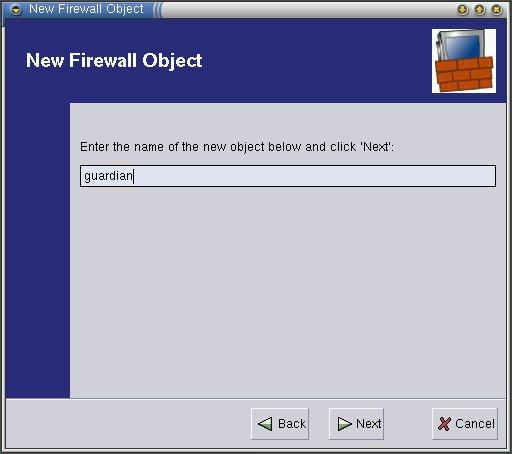 New Firewall Object
New Firewall Object
Enter the name of the new object below and click 'Next':
guardian
Back
Next
Cancel